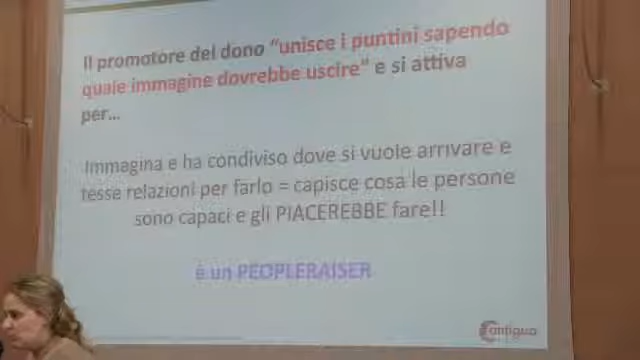 Il promotore del dono "unisce i puntini sapendo
quale immagine dovrebbe uscire" e si attiva
per...
Immagina e ha condiviso dove si vuole arrivare e
tesse relazioni per farlo = capisce cosa le persone
sono capaci e gli PIACEREBBE fare!!
è un PEOPLERAISER
Contigua